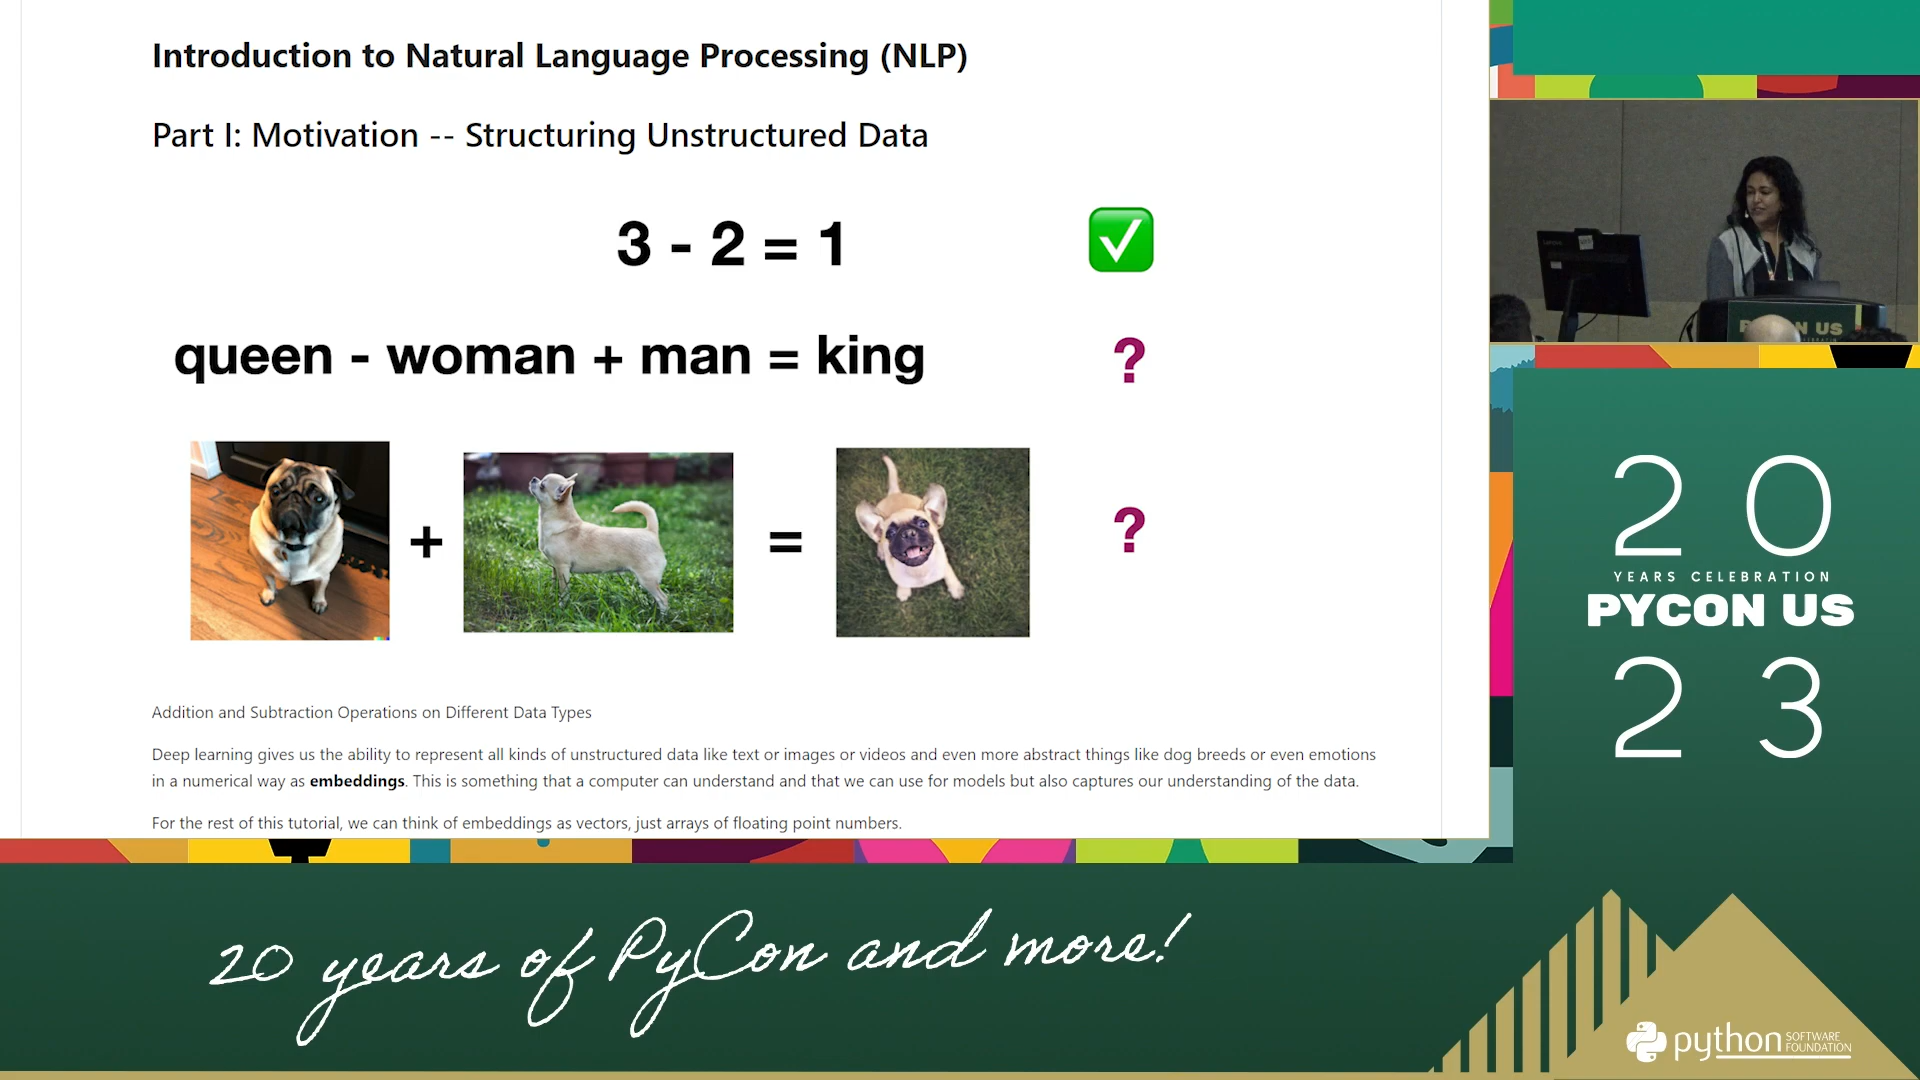 Introduction to Natural Language Processing (NLP)
Part I: Motivation -- Structuring Unstructured Data
3 - 2 = 1
queen - woman + man = king
?
+
=
?
Addition and Subtraction Operations on Different Data Types
Deep learning gives us the ability to represent all kinds of unstructured data like text or images or videos and even more abstract things like dog breeds or even emotions
in a numerical way as embeddings. This is something that a computer can understand and that we can use for models but also captures our understanding of the data.
For the rest of this tutorial, we can think of embeddings as vectors, just arrays of floating point numbers.
PYCON US
20
YEARS CELEBRATION
PYCON US
23
20 years of PyCon and more!
python SOFTWARE
FOUNDATION